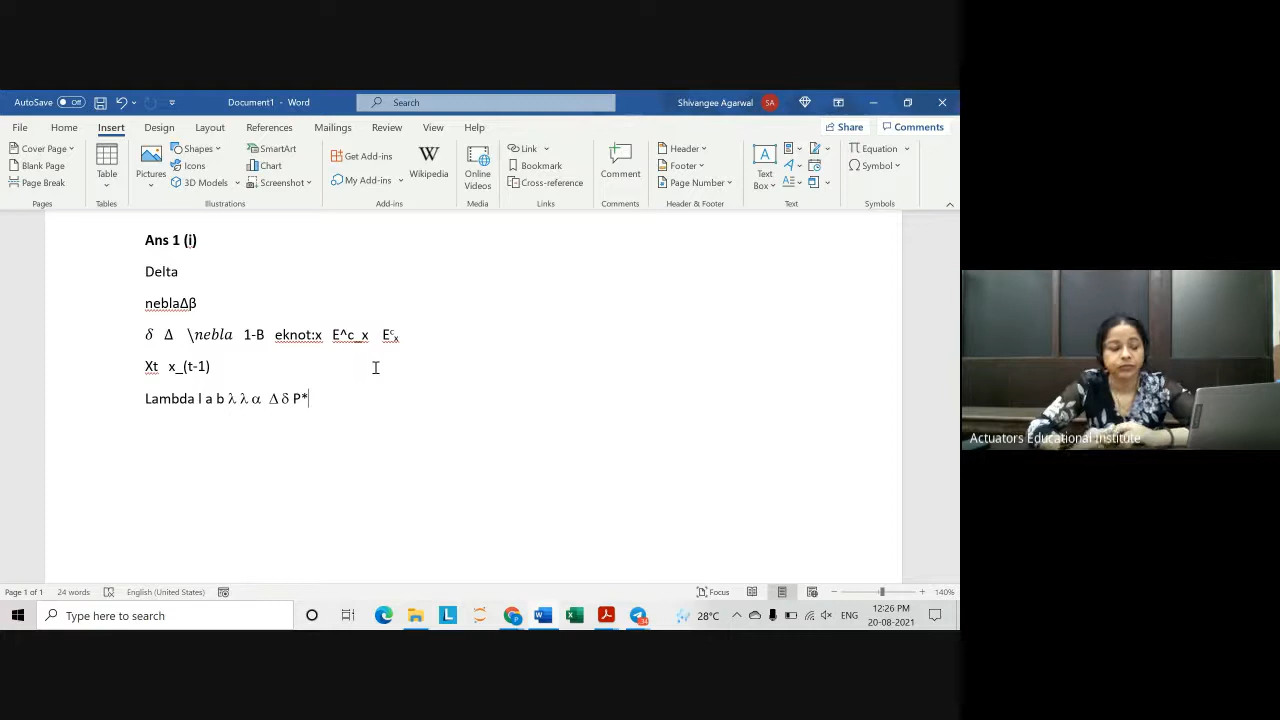 AutoSave Off Document1 - Word Search Shivangee Agarwal SA
File Home Insert Design Layout References Mailings Review View Help Share Comments
Cover Page Blank Page Page Break Pages
Table Tables
Pictures Shapes Icons 3D Models SmartArt Chart Screenshot Illustrations
Get Add-ins My Add-ins Wikipedia Add-ins
Online Videos Media
Link Bookmark Cross-reference Links
Comment Comments
Header Footer Page Number Header & Footer
A Text Box Text
Equation Symbol Symbols
Ans 1 (i)
Delta
neblaΔβ
δ Δ \nebla 1-B eknot:x E^c_x Eᶜₓ
Xt x_(t-1)
Lambda l a b λ λ α Δ δ P*
Actuators Educational Institute
Page 1 of 1 24 words English (United States) Focus 140%
Type here to search L 28°C ENG 12:26 PM
20-08-2021